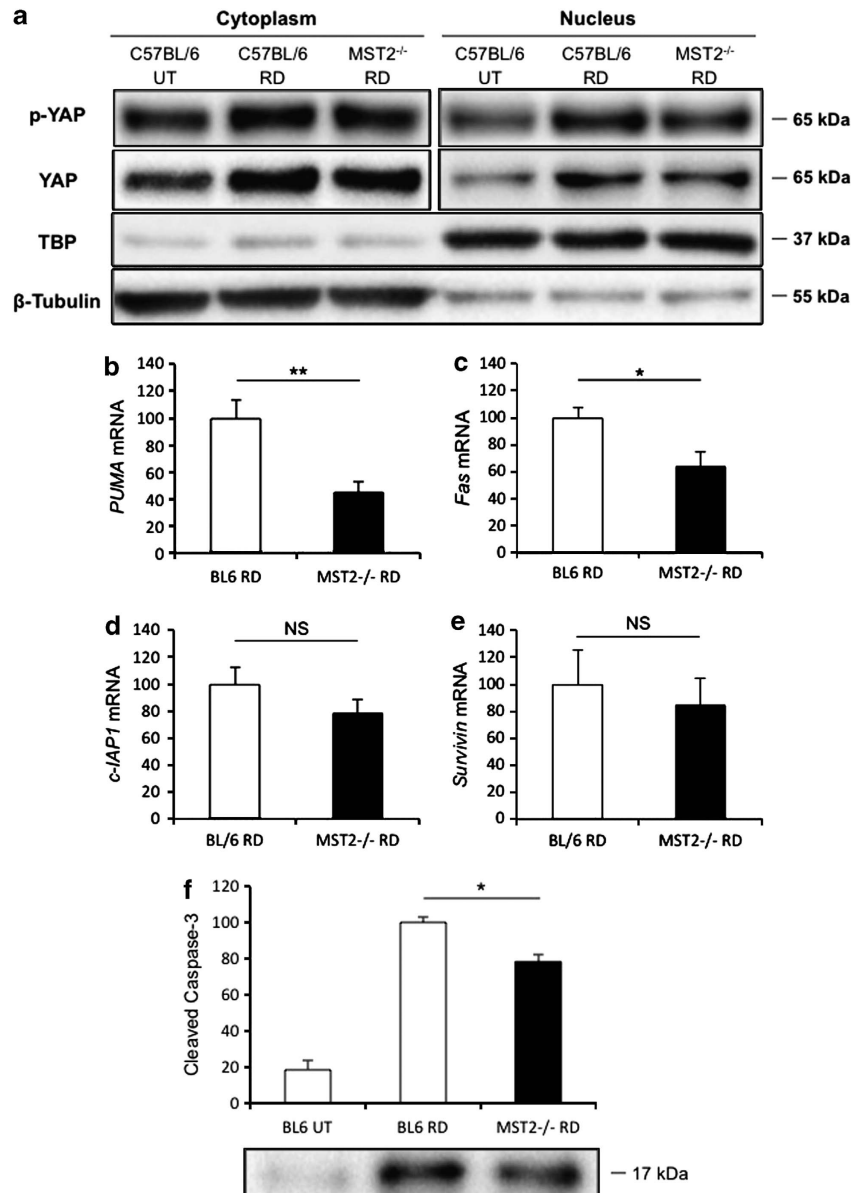 a
Cytoplasm Nucleus
C57BL/6 C57BL/6 MST2-/- C57BL/6 C57BL/6 MST2-/-
UT RD RD UT RD RD
p-YAP — 65 kDa
YAP — 65 kDa
TBP — 37 kDa
β-Tubulin — 55 kDa
b
PUMA mRNA
140
120
100
80
60
40
20
0
**
BL6 RD MST2-/- RD
c
Fas mRNA
140
120
100
80
60
40
20
0
*
BL6 RD MST2-/- RD
d
c-IAP1 mRNA
140
120
100
80
60
40
20
0
NS
BL/6 RD MST2-/- RD
e
Survivin mRNA
140
120
100
80
60
40
20
0
NS
BL/6 RD MST2-/- RD
f
Cleaved Caspase-3
120
100
80
60
40
20
0
*
BL6 UT BL6 RD MST2-/- RD
— 17 kDa